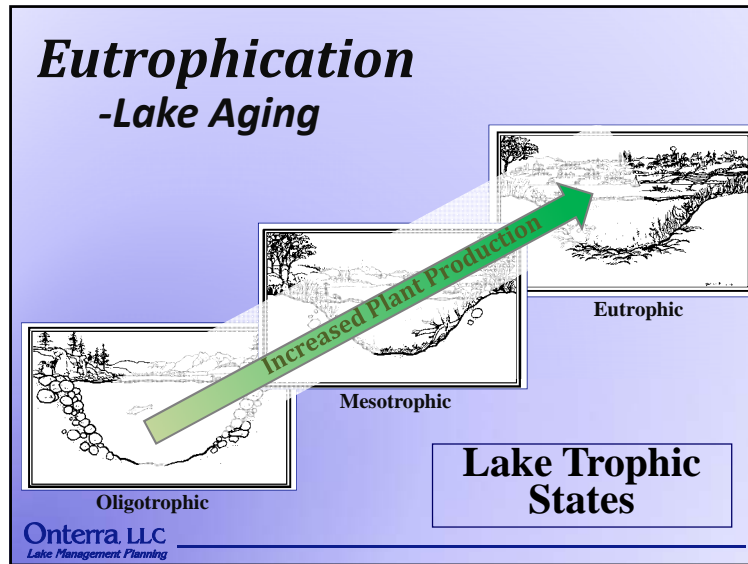 Eutrophication
-Lake Aging
Increased Plant Production
Eutrophic
Mesotrophic
Oligotrophic
Lake Trophic
States
Onterra, LLC
Lake Management Planning